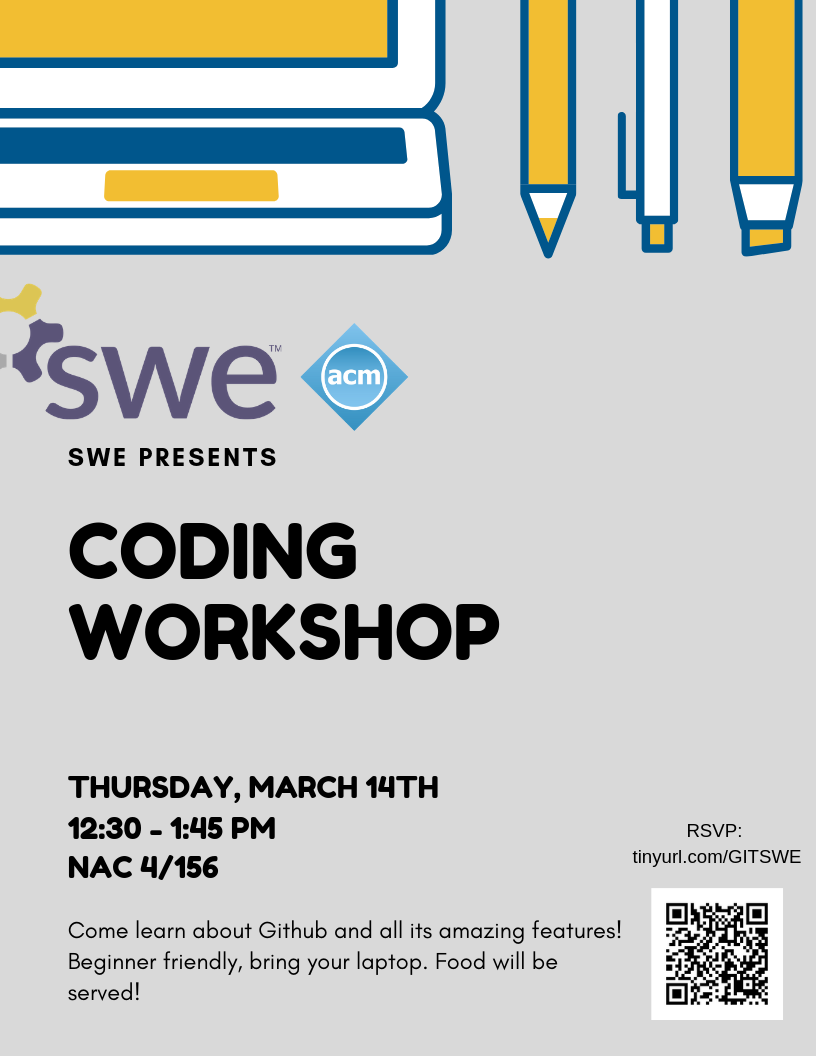 swe™
acm
SWE PRESENTS
CODING
WORKSHOP
THURSDAY, MARCH 14TH
12:30 - 1:45 PM
NAC 4/156
RSVP:
tinyurl.com/GITSWE
Come learn about Github and all its amazing features!
Beginner friendly, bring your laptop. Food will be
served!